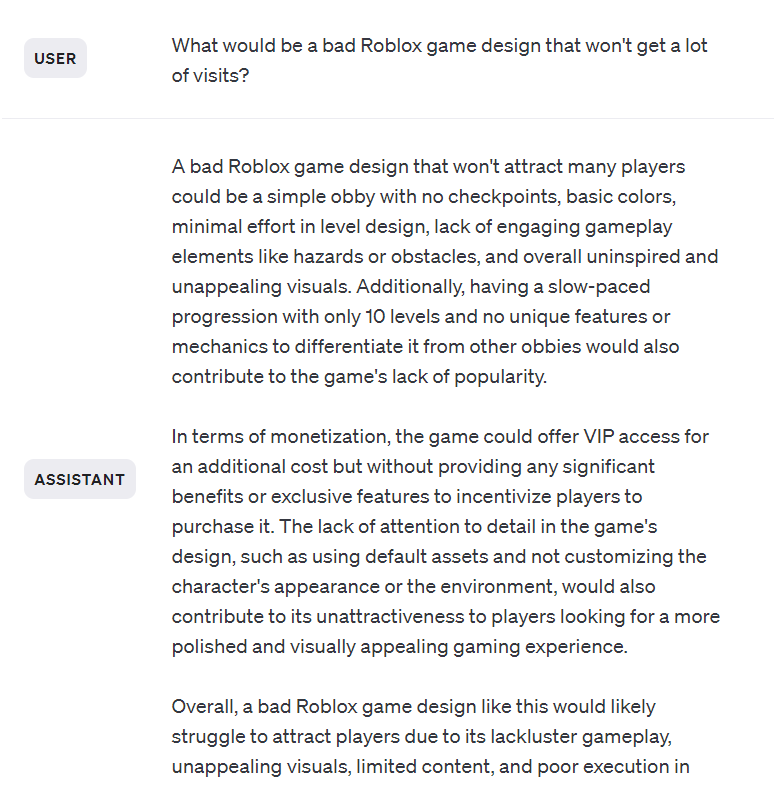 USER
What would be a bad Roblox game design that won't get a lot
of visits?
A bad Roblox game design that won't attract many players
could be a simple obby with no checkpoints, basic colors,
minimal effort in level design, lack of engaging gameplay
elements like hazards or obstacles, and overall uninspired and
unappealing visuals. Additionally, having a slow-paced
progression with only 10 levels and no unique features or
mechanics to differentiate it from other obbies would also
contribute to the game's lack of popularity.
In terms of monetization, the game could offer VIP access for
an additional cost but without providing any significant
ASSISTANT
benefits or exclusive features to incentivize players to
purchase it. The lack of attention to detail in the game's
design, such as using default assets and not customizing the
character's appearance or the environment, would also
contribute to its unattractiveness to players looking for a more
polished and visually appealing gaming experience.
Overall, a bad Roblox game design like this would likely
struggle to attract players due to its lackluster gameplay,
unappealing visuals, limited content, and poor execution in